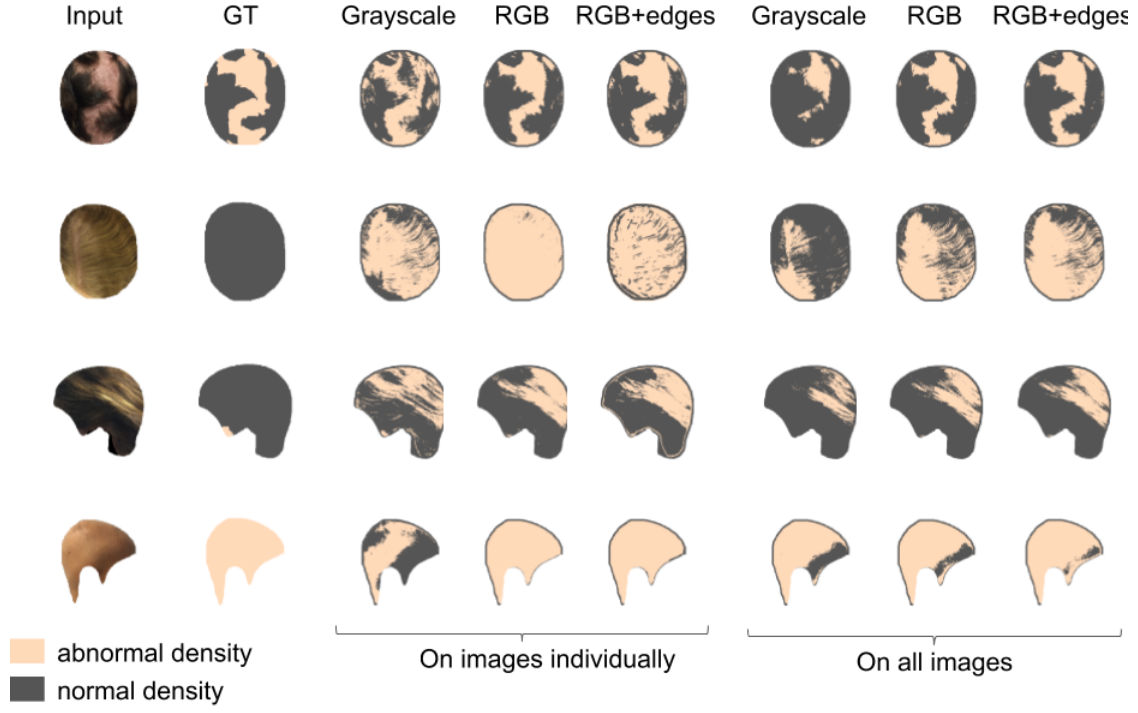 Input GT Grayscale RGB RGB+edges Grayscale RGB RGB+edges
abnormal density
normal density
On images individually
On all images